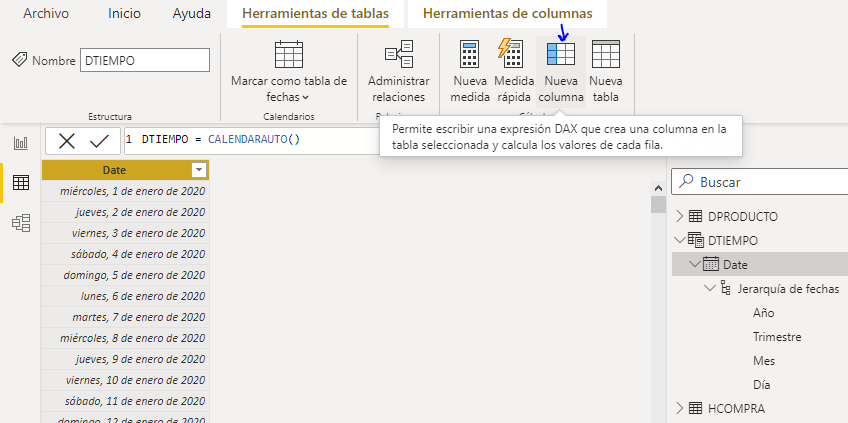 Archivo Inicio Ayuda Herramientas de tablas Herramientas de columnas
Nombre DTIEMPO
Marcar como tabla de fechas
Administrar relaciones
Nueva medida
Medida rápida
Nueva columna
Nueva tabla
Estructura
Calendarios
Permite escribir una expresión DAX que crea una columna en la
tabla seleccionada y calcula los valores de cada fila.
1 DTIEMPO = CALENDARAUTO()
Date
miércoles, 1 de enero de 2020
jueves, 2 de enero de 2020
viernes, 3 de enero de 2020
sábado, 4 de enero de 2020
domingo, 5 de enero de 2020
lunes, 6 de enero de 2020
martes, 7 de enero de 2020
miércoles, 8 de enero de 2020
jueves, 9 de enero de 2020
viernes, 10 de enero de 2020
sábado, 11 de enero de 2020
domingo, 12 de enero de 2020
Buscar
DPRODUCTO
DTIEMPO
Date
Jerarquía de fechas
Año
Trimestre
Mes
Día
HCOMPRA